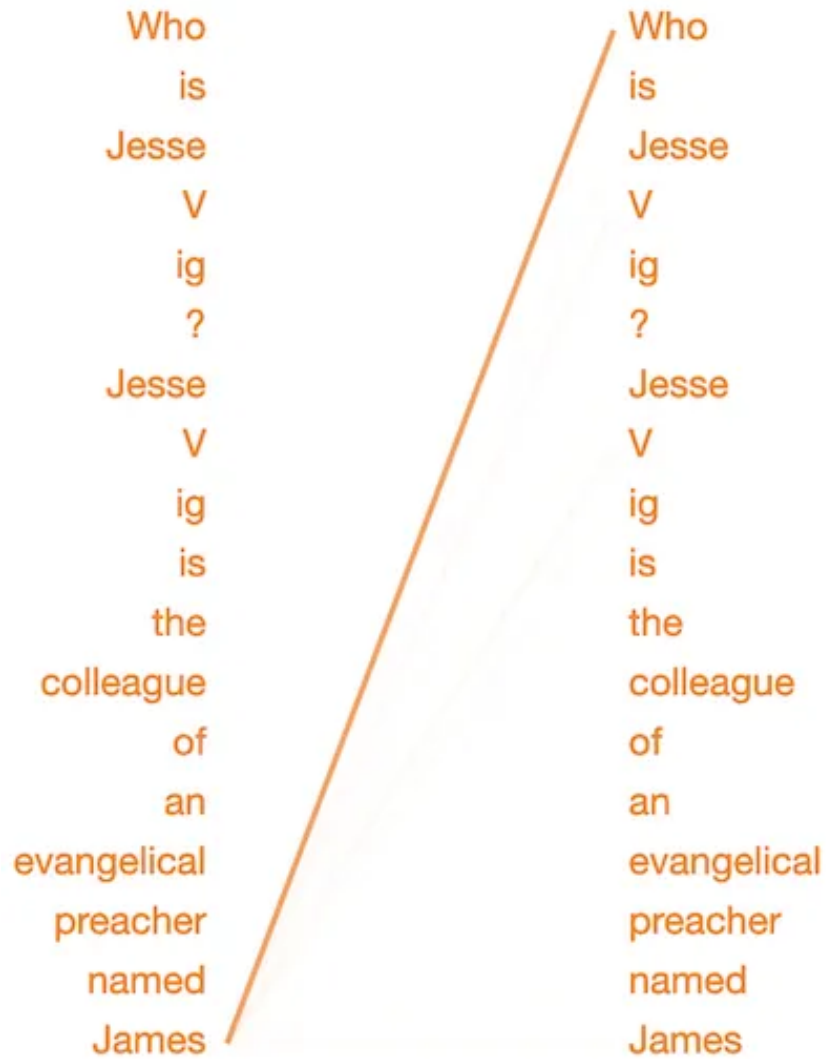 Who Who
is is
Jesse Jesse
V V
ig ig
? ?
Jesse Jesse
V V
ig ig
is is
the the
colleague colleague
of of
an an
evangelical evangelical
preacher preacher
named named
James James